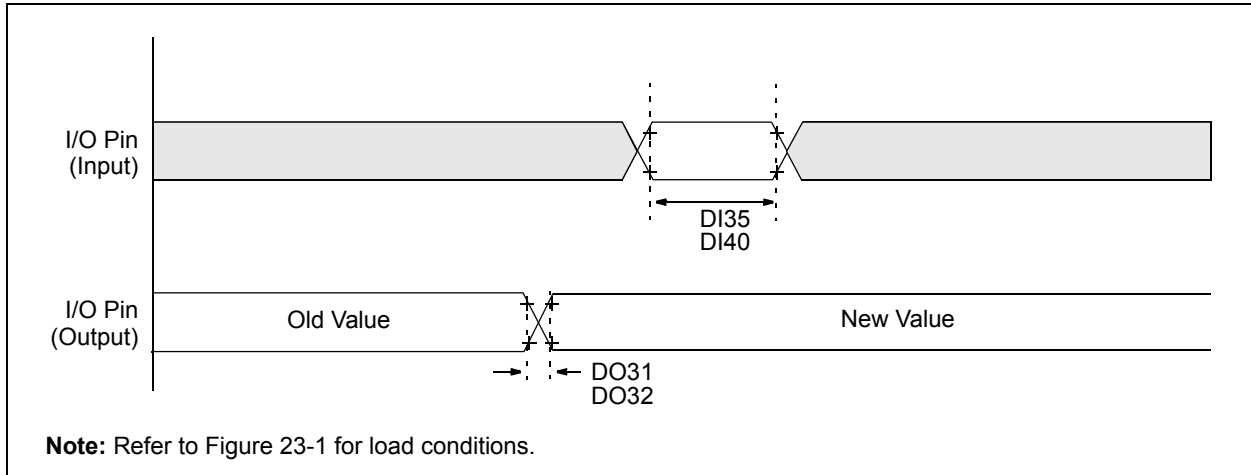 I/O Pin
(Input)
DI35
DI40
I/O Pin
(Output)
Old Value
New Value
DO31
DO32
Note: Refer to Figure 23-1 for load conditions.